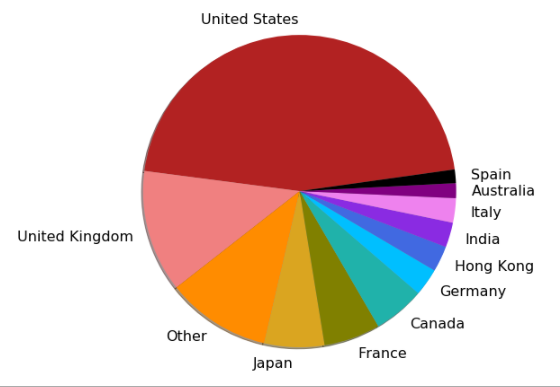 United States
Spain
Australia
Italy
India
Hong Kong
Germany
Canada
France
Japan
Other
United Kingdom